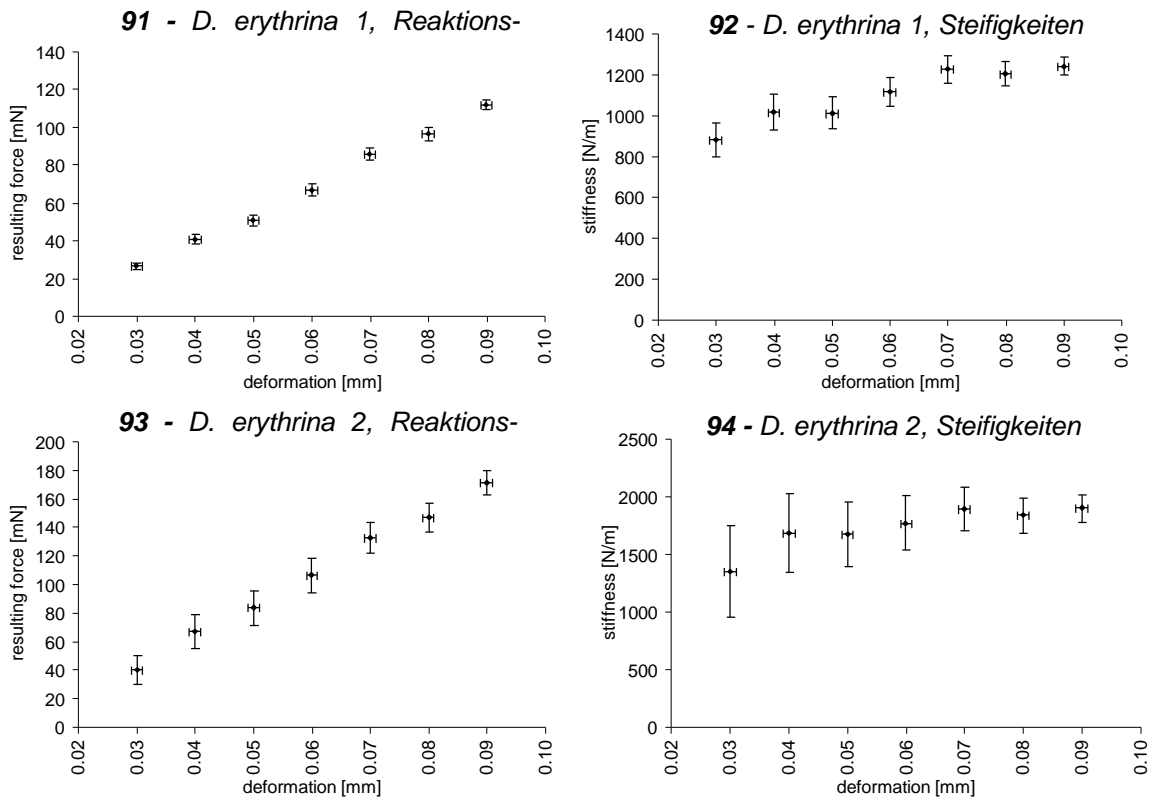 91 - D. erythrina 1, Reaktions-
140
120
100
80
60
40
20
0
resulting force [mN]
0.02 0.03 0.04 0.05 0.06 0.07 0.08 0.09 0.10
deformation [mm]
92 - D. erythrina 1, Steifigkeiten
1400
1200
1000
800
600
400
200
0
stiffness [N/m]
0.02 0.03 0.04 0.05 0.06 0.07 0.08 0.09 0.10
deformation [mm]
93 - D. erythrina 2, Reaktions-
200
180
160
140
120
100
80
60
40
20
0
resulting force [mN]
0.02 0.03 0.04 0.05 0.06 0.07 0.08 0.09 0.10
deformation [mm]
94 - D. erythrina 2, Steifigkeiten
2500
2000
1500
1000
500
0
stiffness [N/m]
0.02 0.03 0.04 0.05 0.06 0.07 0.08 0.09 0.10
deformation [mm]